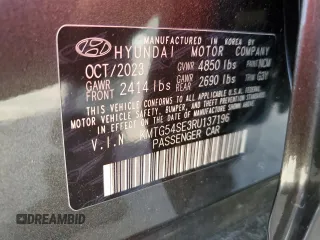 MANUFACTURED IN KOREA BY
HYUNDAI MOTOR COMPANY
OCT/2023 GVWR 4850 lbs PAINT
GAWR FRONT 2414 lbs GAWR REAR 2690 lbs TRIM
THIS VEHICLE CONFORMS TO ALL APPLICABLE
FEDERAL MOTOR VEHICLE SAFETY BUMPER,
AND THEFT PREVENTION STANDARDS IN EFFECT
ON THE DATE OF MANUFACTURE SHOWN ABOVE
V.I.N KMTG54SE3RU137196
PASSENGER CAR
DREAMBID